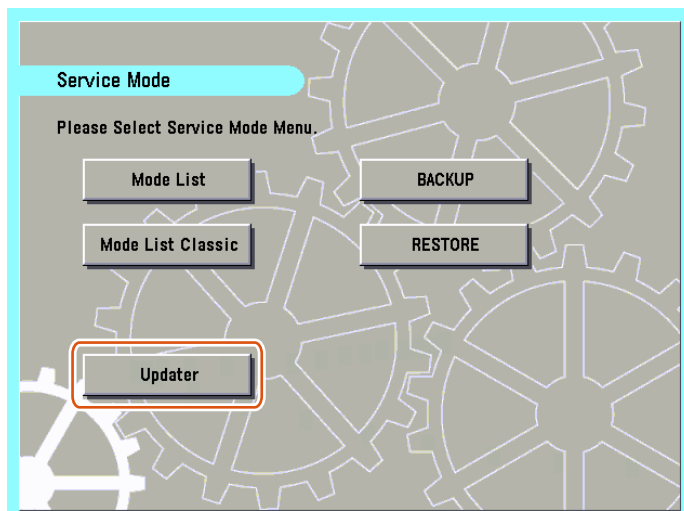 Service Mode
Please Select Service Mode Menu.
Mode List
BACKUP
Mode List Classic
RESTORE
Updater